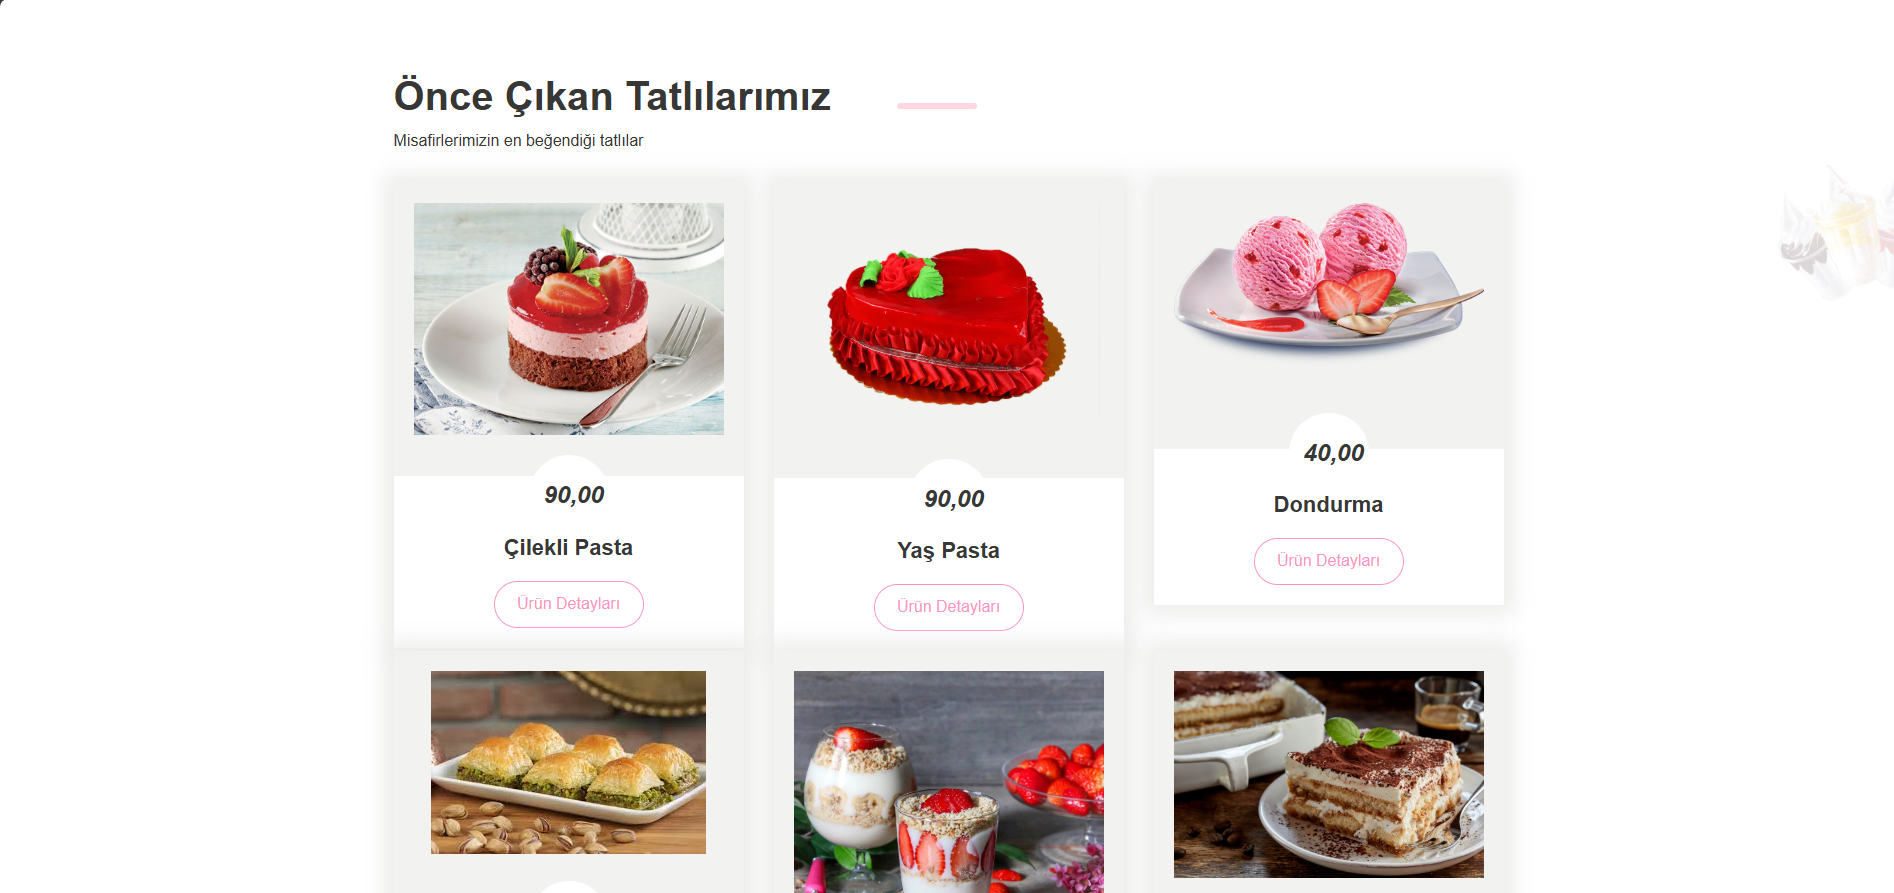 Önce Çıkan Tatlılarımız
Misafirlerimizin en beğendiği tatlılar
90,00
Çilekli Pasta
Ürün Detayları
90,00
Yaş Pasta
Ürün Detayları
40,00
Dondurma
Ürün Detayları